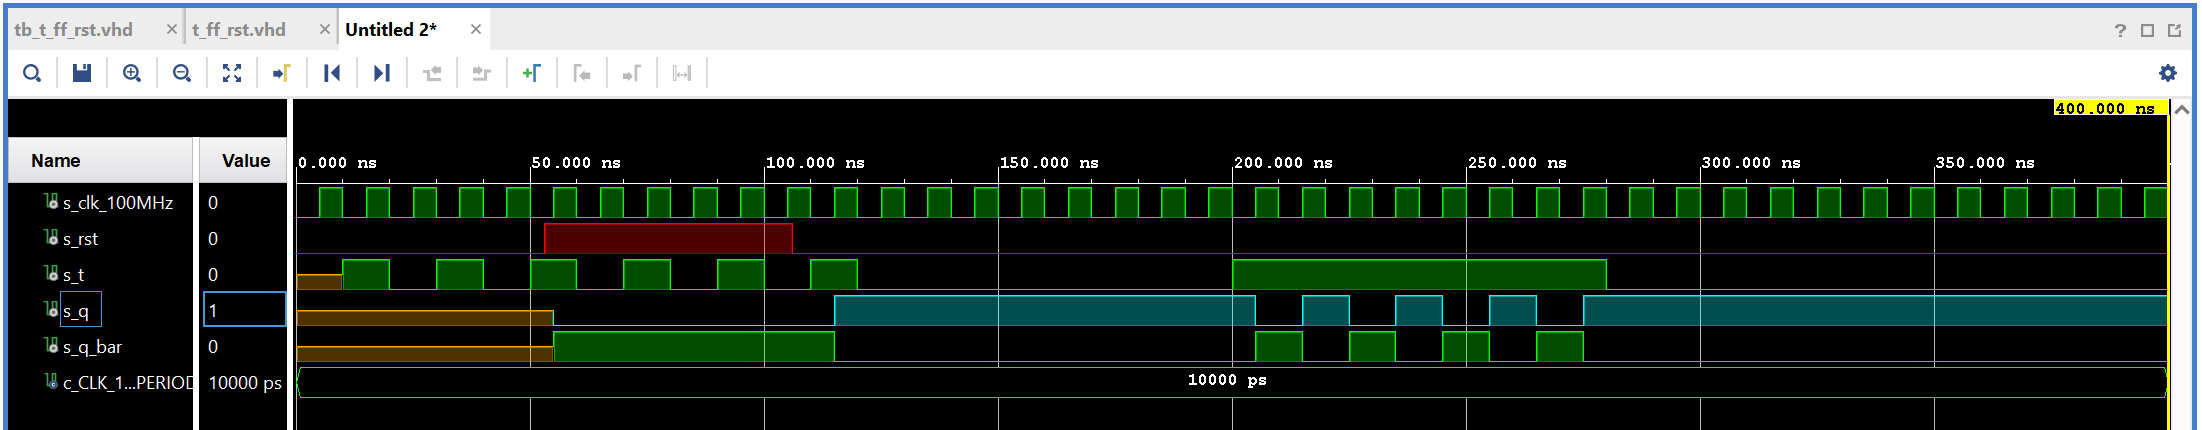 tb_t_ff_rst.vhd × t_ff_rst.vhd × Untitled 2* ×
400.000 ns
Name Value
0.000 ns 50.000 ns 100.000 ns 150.000 ns 200.000 ns 250.000 ns 300.000 ns 350.000 ns
s_clk_100MHz 0
s_rst 0
s_t 0
s_q 1
s_q_bar 0
c_CLK_1...PERIOD 10000 ps 10000 ps